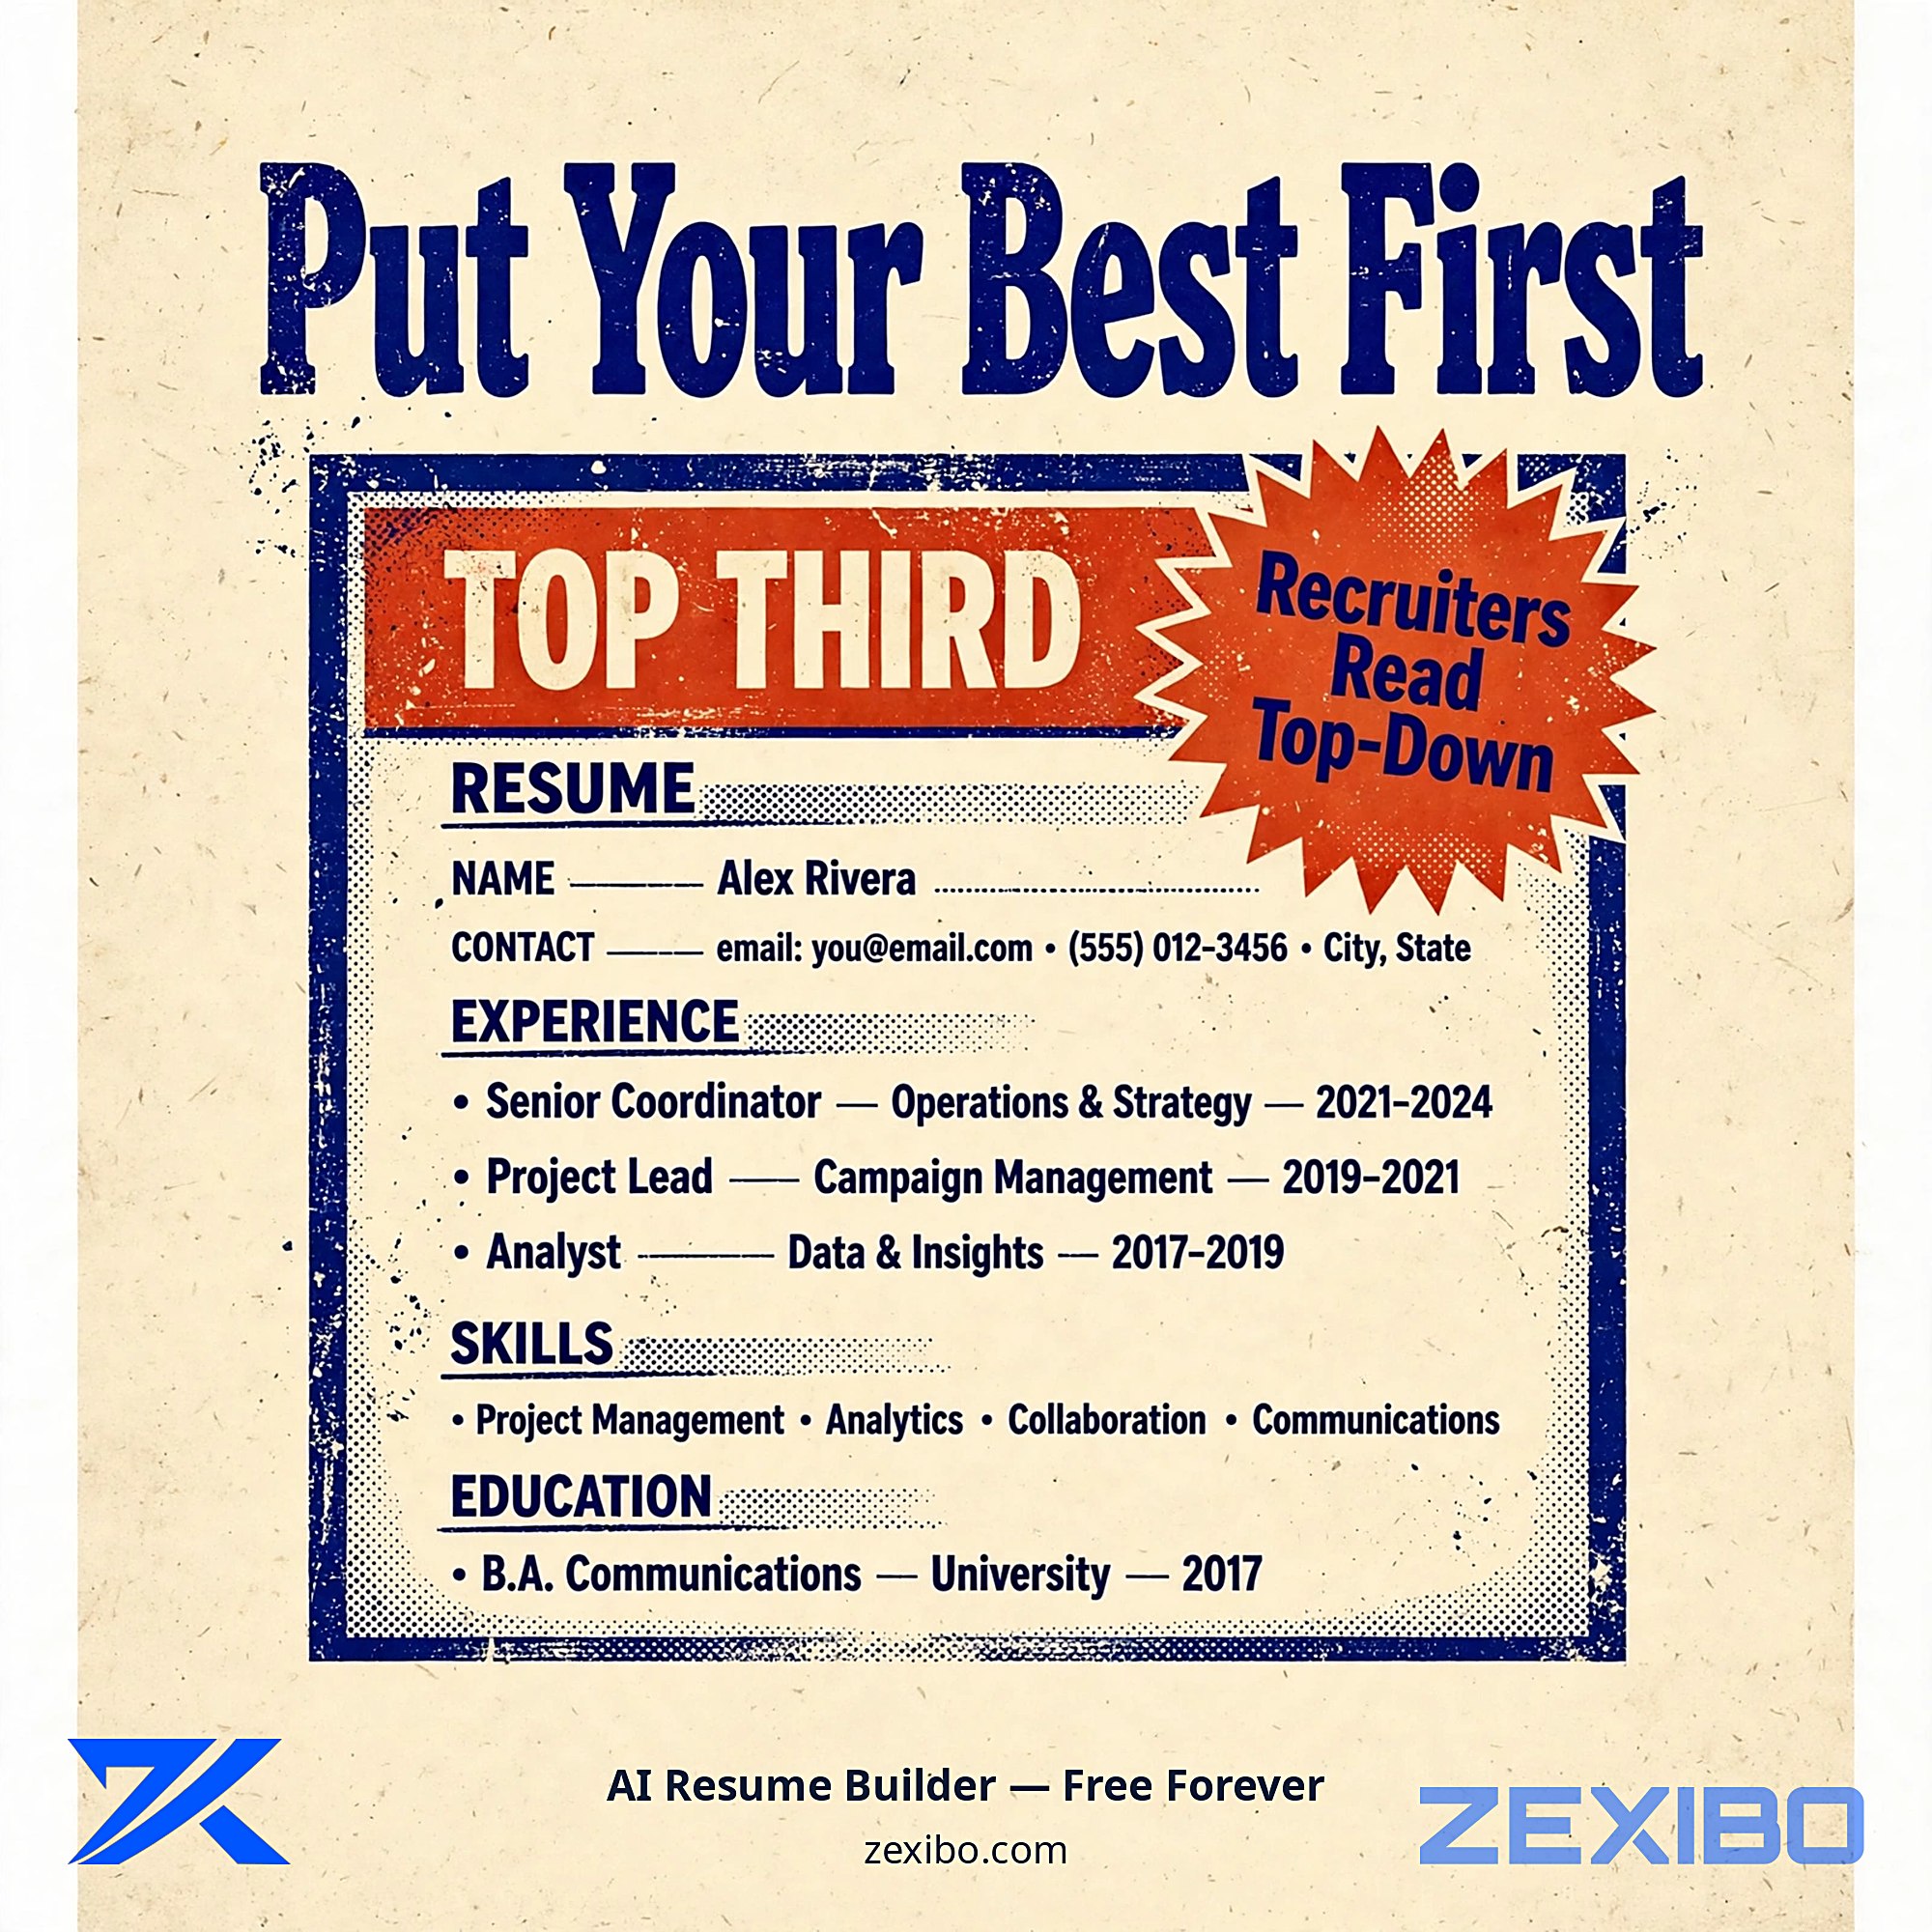 Put Your Best First
TOP THIRD
Recruiters
Read
Top-Down
RESUME
NAME — Alex Rivera
CONTACT — email: you@email.com • (555) 012-3456 • City, State
EXPERIENCE
• Senior Coordinator — Operations & Strategy — 2021-2024
• Project Lead — Campaign Management — 2019-2021
• Analyst — Data & Insights — 2017-2019
SKILLS
• Project Management • Analytics • Collaboration • Communications
EDUCATION
• B.A. Communications — University — 2017
AI Resume Builder — Free Forever
zexibo.com
ZEXIBO